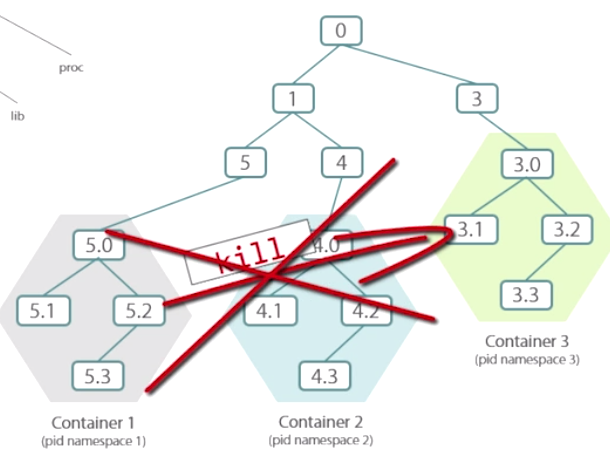 0
proc
1
3
lib
5
4
3.0
5.0
kill
4.0
3.1
3.2
5.1
5.2
4.1
4.2
3.3
Container 3
(pid namespace 3)
5.3
4.3
Container 1
(pid namespace 1)
Container 2
(pid namespace 2)